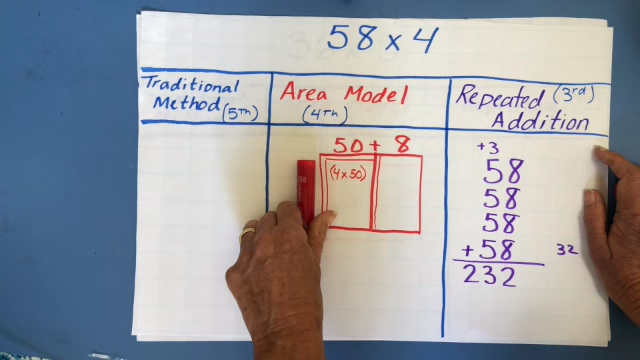 58 x 4
Traditional
Method (5Th)
Area Model
(4Th)
50 + 8
(4 x 50)
Repeated (3rd)
Addition
+3
58
58
58
+58
32
232